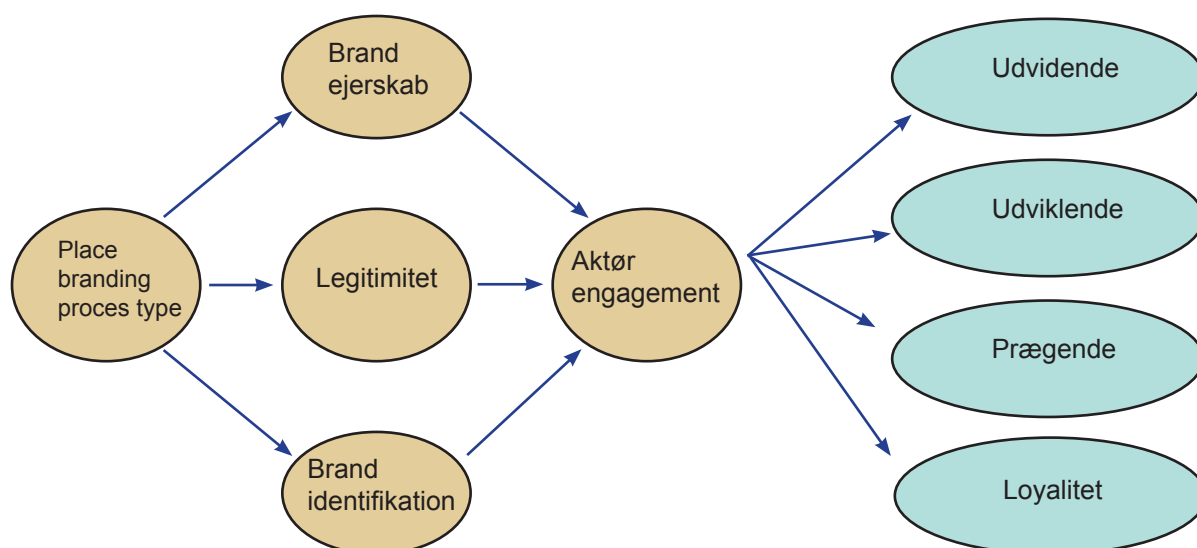 Place
branding
proces type
Brand
ejerskab
Legitimitet
Brand
identifikation
Aktør
engagement
Udvidende
Udviklende
Prægende
Loyalitet